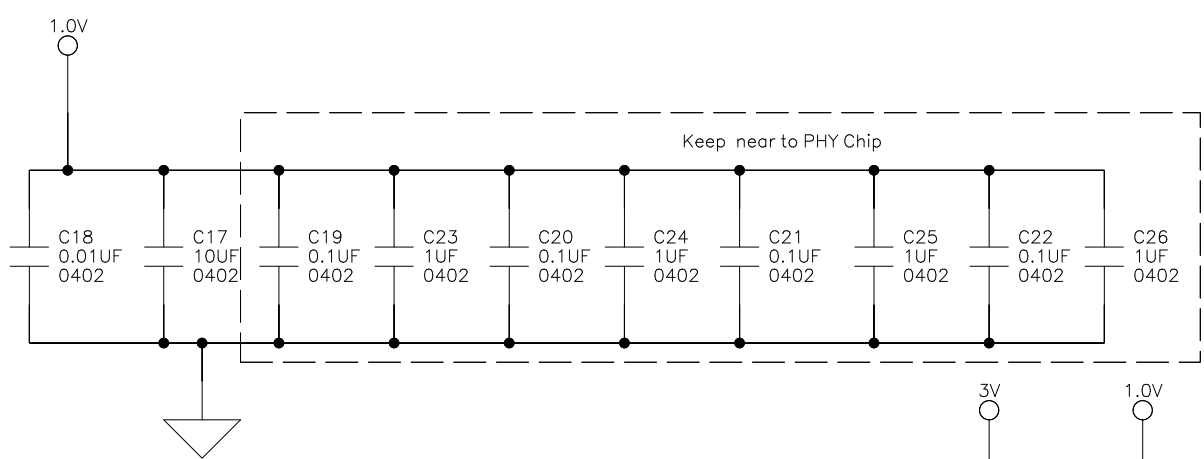 1.0V
Keep near to PHY Chip
C18
0.01UF
0402
C17
10UF
0402
C19
0.1UF
0402
C23
1UF
0402
C20
0.1UF
0402
C24
1UF
0402
C21
0.1UF
0402
C25
1UF
0402
C22
0.1UF
0402
C26
1UF
0402
3V
1.0V